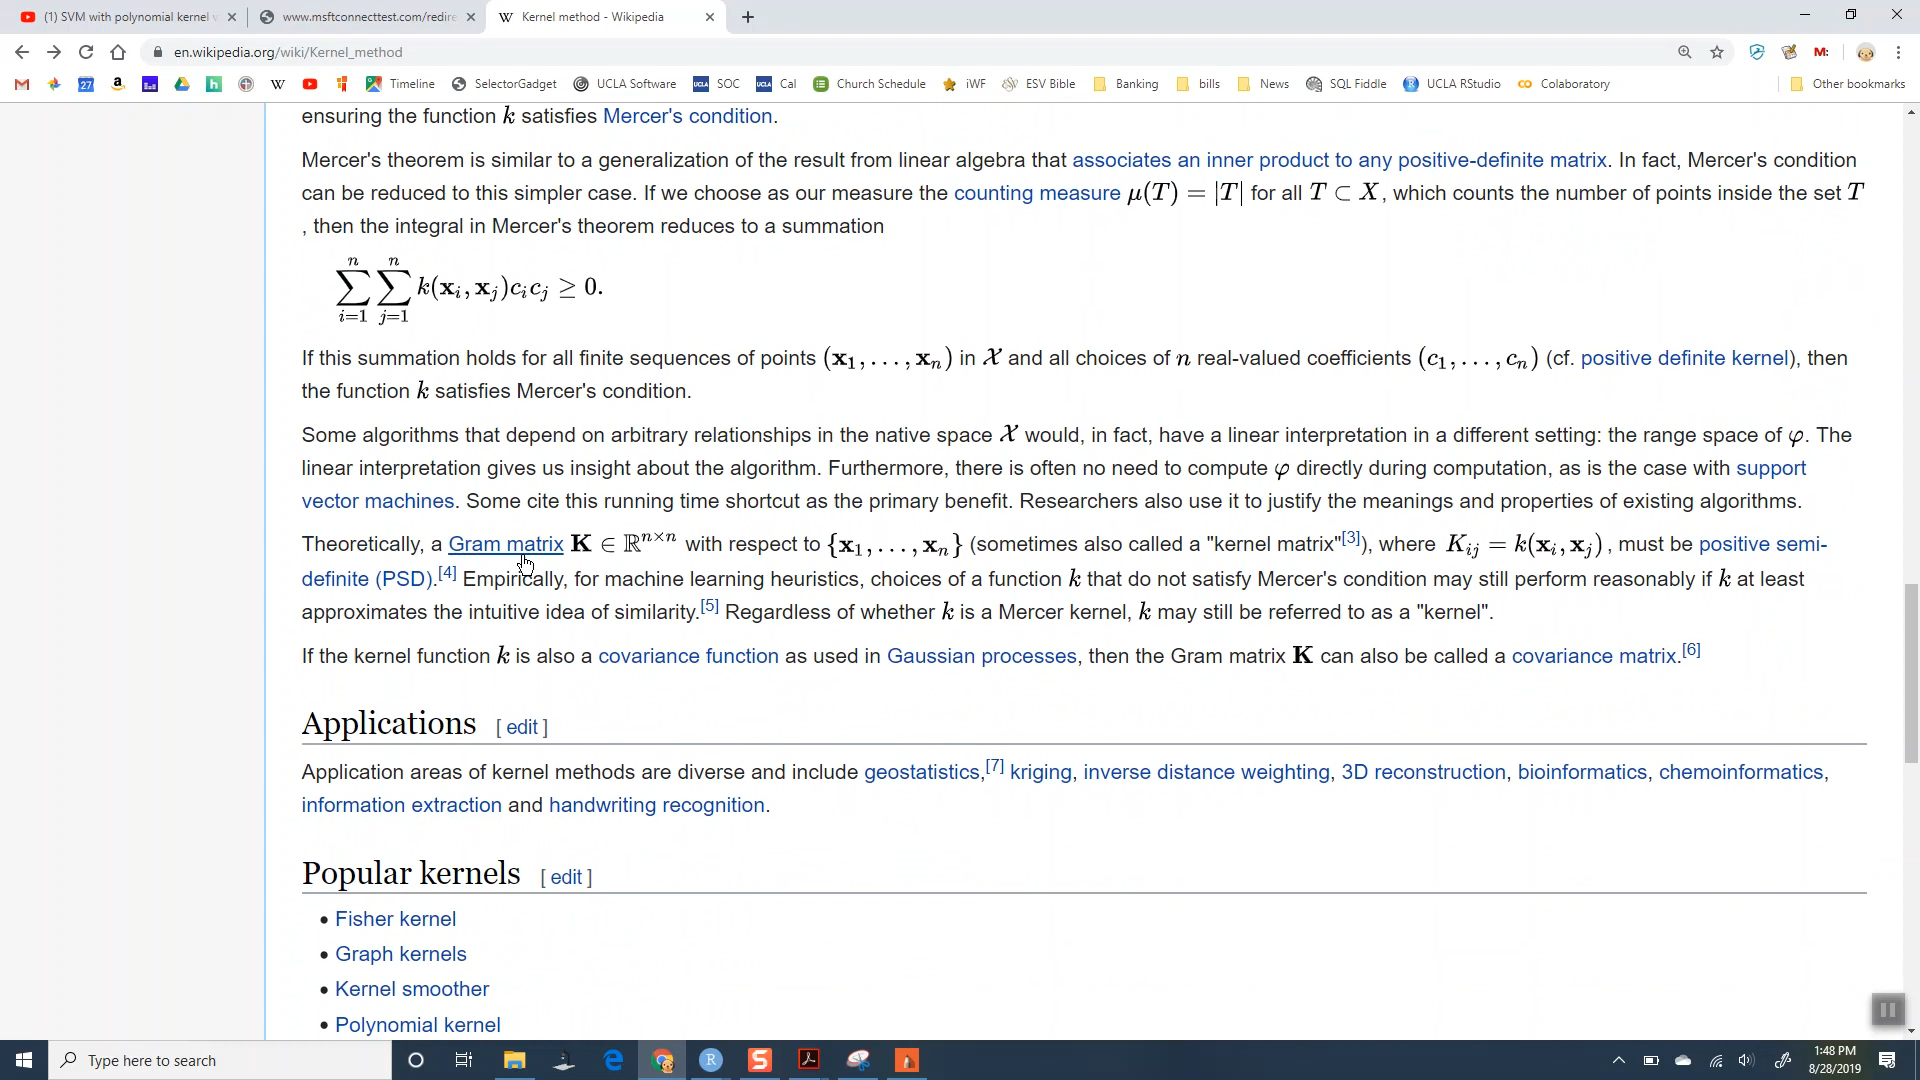 (1) SVM with polynomial kernel v
www.msftconnecttest.com/redire
Kernel method - Wikipedia
en.wikipedia.org/wiki/Kernel_method
27 Timeline SelectorGadget UCLA Software SOC Cal Church Schedule iWF ESV Bible Banking bills News SQL Fiddle UCLA RStudio Colaboratory Other bookmarks
ensuring the function k satisfies Mercer's condition.
Mercer's theorem is similar to a generalization of the result from linear algebra that associates an inner product to any positive-definite matrix. In fact, Mercer's condition
can be reduced to this simpler case. If we choose as our measure the counting measure μ(T) = |T| for all T ⊂ X, which counts the number of points inside the set T
, then the integral in Mercer's theorem reduces to a summation
∑_{i=1}^{n} ∑_{j=1}^{n} k(x_i, x_j)c_i c_j ≥ 0.
If this summation holds for all finite sequences of points (x_1, . . . , x_n) in 𝒳 and all choices of n real-valued coefficients (c_1, . . . , c_n) (cf. positive definite kernel), then
the function k satisfies Mercer's condition.
Some algorithms that depend on arbitrary relationships in the native space 𝒳 would, in fact, have a linear interpretation in a different setting: the range space of φ. The
linear interpretation gives us insight about the algorithm. Furthermore, there is often no need to compute φ directly during computation, as is the case with support
vector machines. Some cite this running time shortcut as the primary benefit. Researchers also use it to justify the meanings and properties of existing algorithms.
Theoretically, a Gram matrix K ∈ ℝ^{n×n} with respect to {x_1, . . . , x_n} (sometimes also called a "kernel matrix"[3]), where K_{ij} = k(x_i, x_j), must be positive semi-
definite (PSD).[4] Empirically, for machine learning heuristics, choices of a function k that do not satisfy Mercer's condition may still perform reasonably if k at least
approximates the intuitive idea of similarity.[5] Regardless of whether k is a Mercer kernel, k may still be referred to as a "kernel".
If the kernel function k is also a covariance function as used in Gaussian processes, then the Gram matrix K can also be called a covariance matrix.[6]
Applications [ edit ]
Application areas of kernel methods are diverse and include geostatistics,[7] kriging, inverse distance weighting, 3D reconstruction, bioinformatics, chemoinformatics,
information extraction and handwriting recognition.
Popular kernels [ edit ]
• Fisher kernel
• Graph kernels
• Kernel smoother
• Polynomial kernel
Type here to search
1:48 PM
8/28/2019